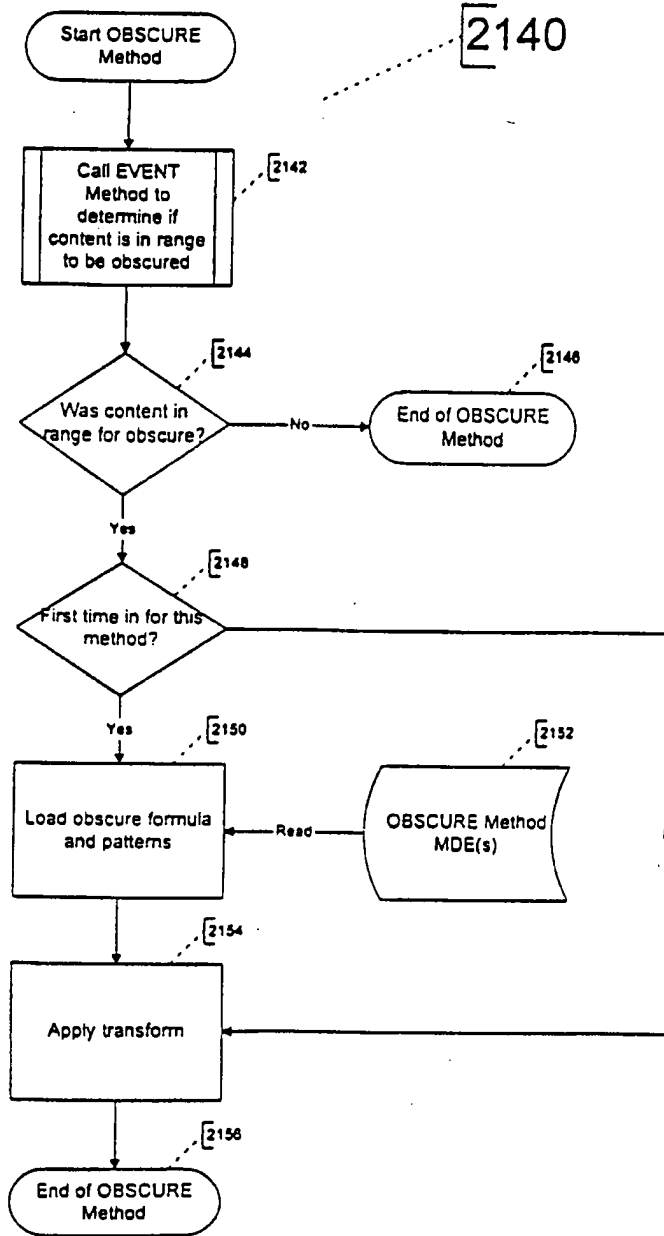 Start OBSCURE
Method
2140
Call EVENT
Method to
determine if
content is in range
to be obscured
2142
2144
Was content in
range for obscure?
No
2146
End of OBSCURE
Method
Yes
2148
First time in for this
method?
Yes
2150
Load obscure formula
and patterns
Read
2152
OBSCURE Method
MDE(s)
2154
Apply transform
2156
End of OBSCURE
Method